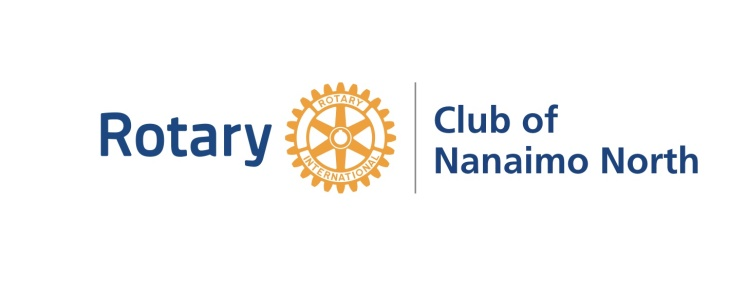 Rotary
ROTARY
INTERNATIONAL
Club of
Nanaimo North